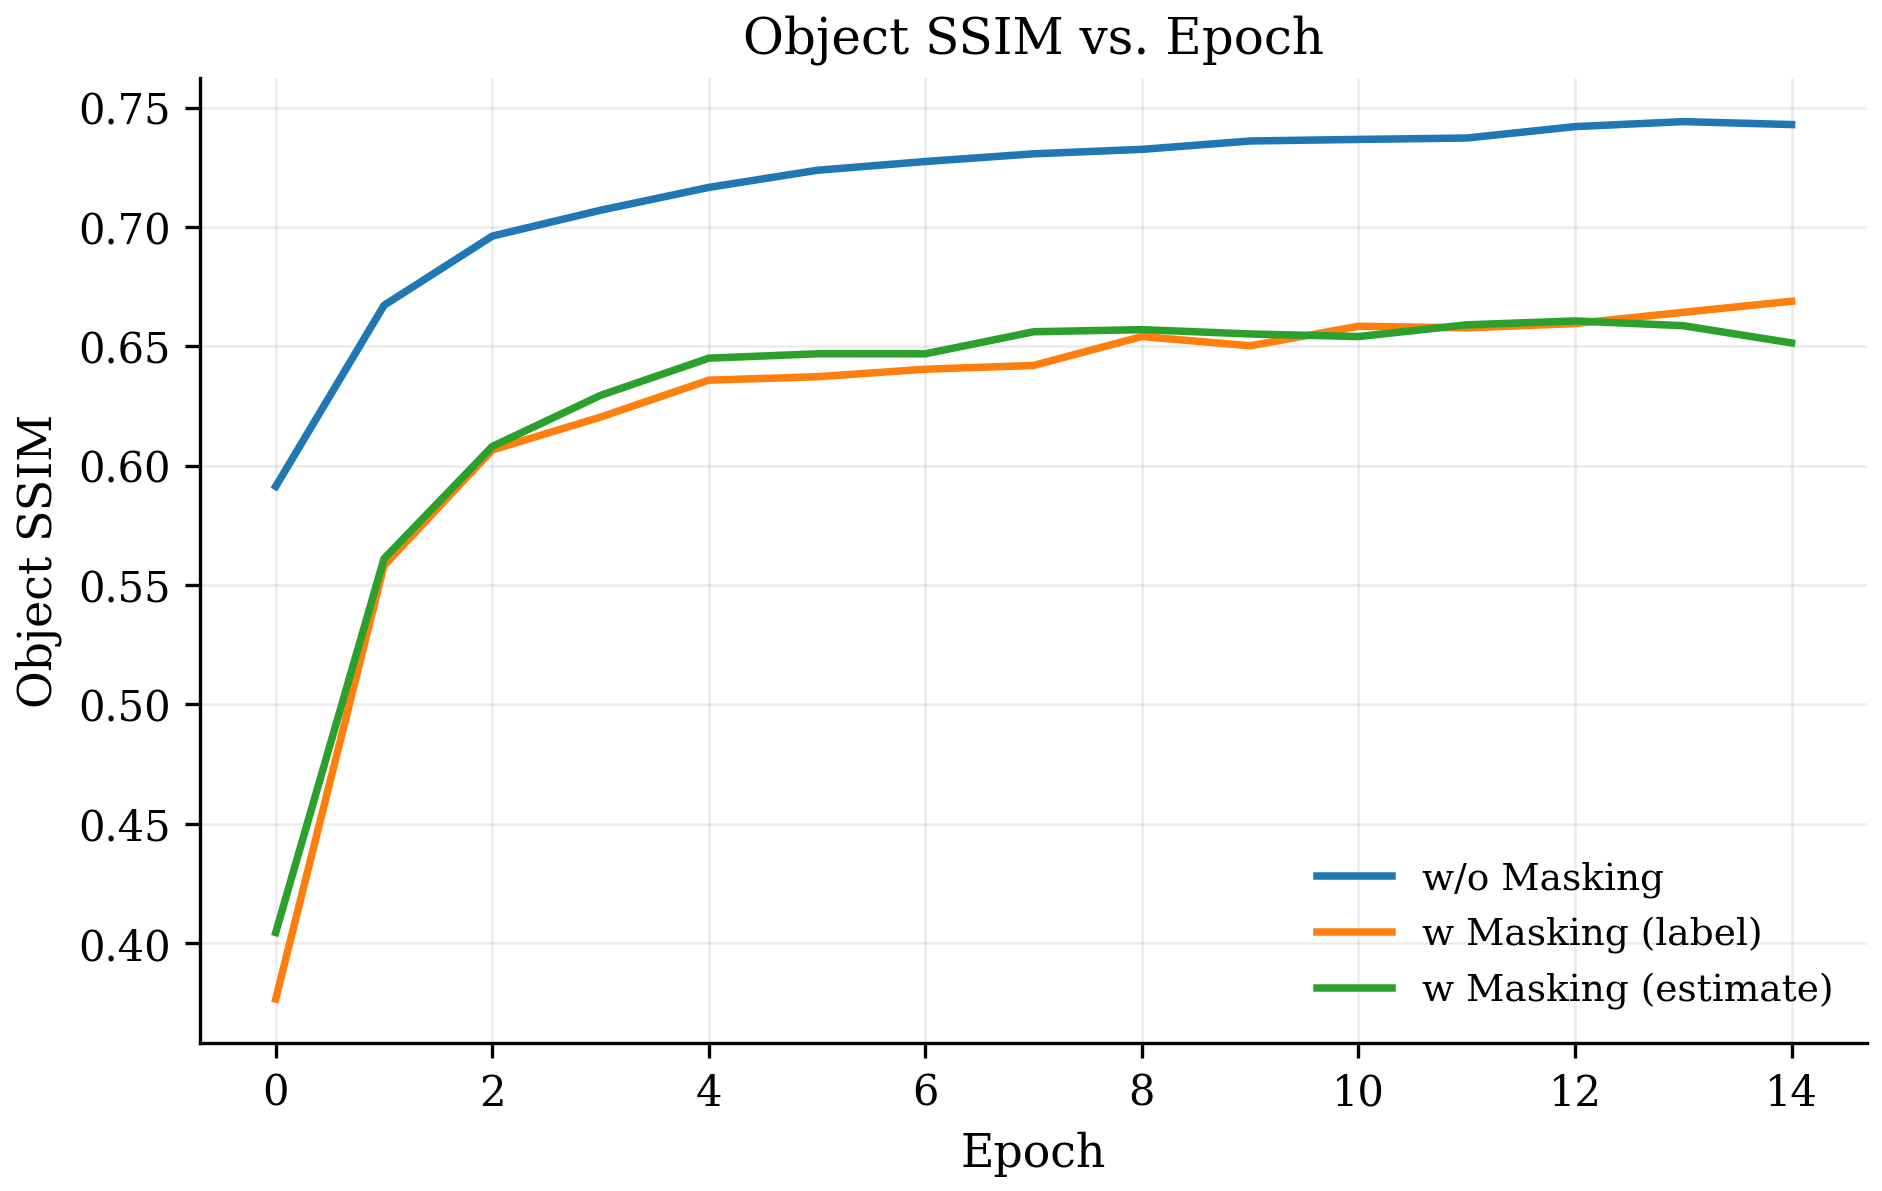 Object SSIM vs. Epoch
0.75
0.70
0.65
0.60
0.55
0.50
0.45
0.40
Object SSIM
w/o Masking
w Masking (label)
w Masking (estimate)
0 2 4 6 8 10 12 14
Epoch